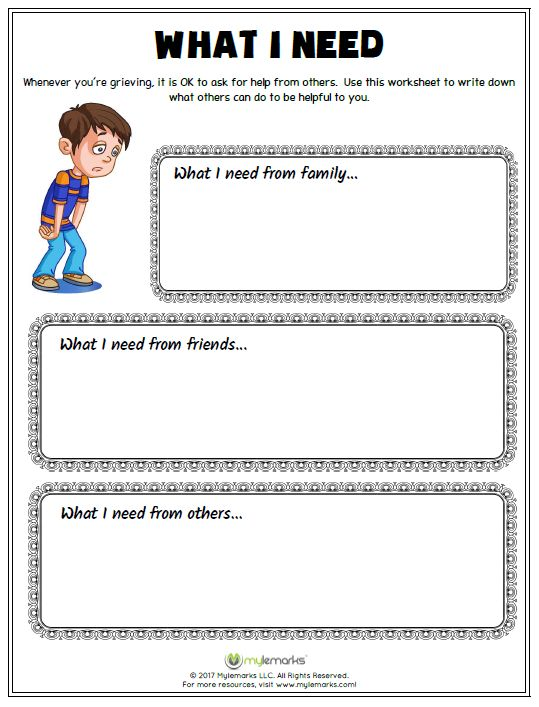 WHAT I NEED
Whenever you're grieving, it is OK to ask for help from others. Use this worksheet to write down
what others can do to be helpful to you.
What I need from family...
What I need from friends...
What I need from others...
mylemarks
© 2017 Mylemarks LLC. All Rights Reserved.
For more resources, visit www.mylemarks.com!